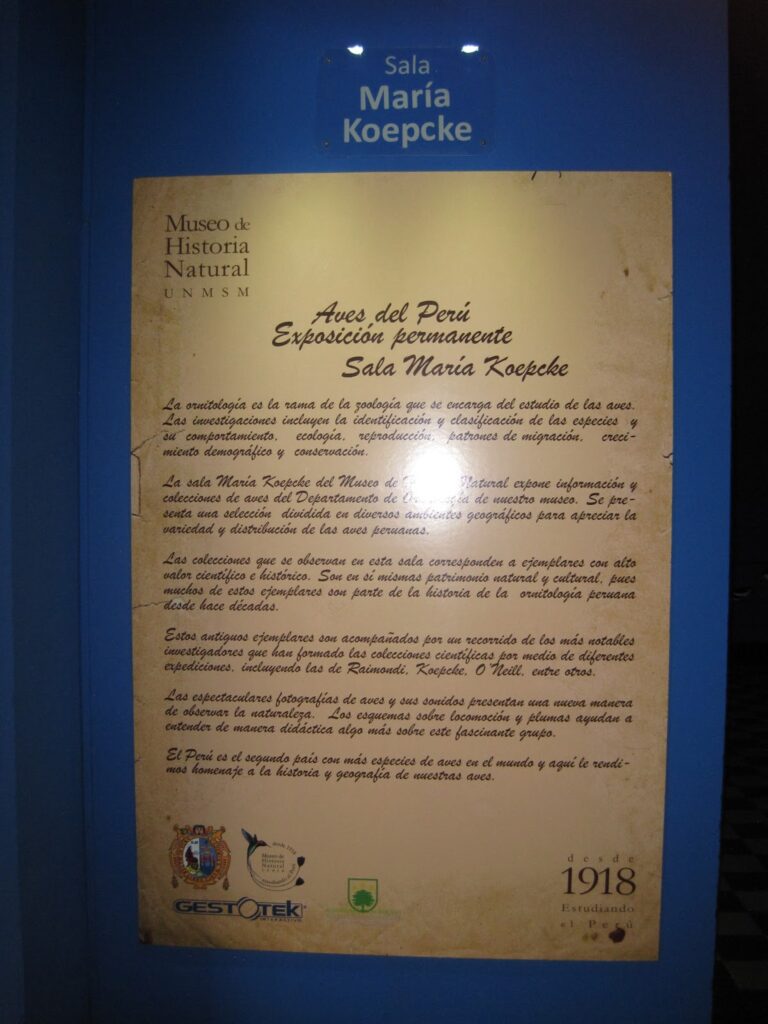 Sala
María
Koepcke
Museo de
Historia
Natural
UNMSM
Aves del Perú
Exposición permanente
Sala María Koepcke
La ornitología es la rama de la zoología que se encarga del estudio de las aves.
Las investigaciones incluyen la identificación y clasificación de las especies y
su comportamiento, ecología, reproducción, patrones de migración, creci-
miento demográfico y conservación.
La sala María Koepcke del Museo de Natural expone información y
colecciones de aves del Departamento de Ornitología de nuestro museo. Se pre-
senta una selección dividida en diversos ambientes geográficos para apreciar la
variedad y distribución de las aves peruanas.
Las colecciones que se observan en esta sala corresponden a ejemplares con alto
valor científico e histórico. Son en sí mismas patrimonio natural y cultural, pues
muchos de estos ejemplares son parte de la historia de la ornitología peruana
desde hace décadas.
Estos antiguos ejemplares son acompañados por un recorrido de los más notables
investigadores que han formado las colecciones científicas por medio de diferentes
expediciones, incluyendo las de Raimondi, Koepcke, O'Neill, entre otros.
Las espectaculares fotografías de aves y sus sonidos presentan una nueva manera
de observar la naturaleza. Los esquemas sobre locomoción y plumas ayudan a
entender de manera didáctica algo más sobre este fascinante grupo.
El Perú es el segundo país con más especies de aves en el mundo y aquí le rendi-
mos homenaje a la historia y geografía de nuestras aves.
desde 1918
Museo de
Historia
Natural
GESTOTEK
desde
1918
Estudiando
el Perú